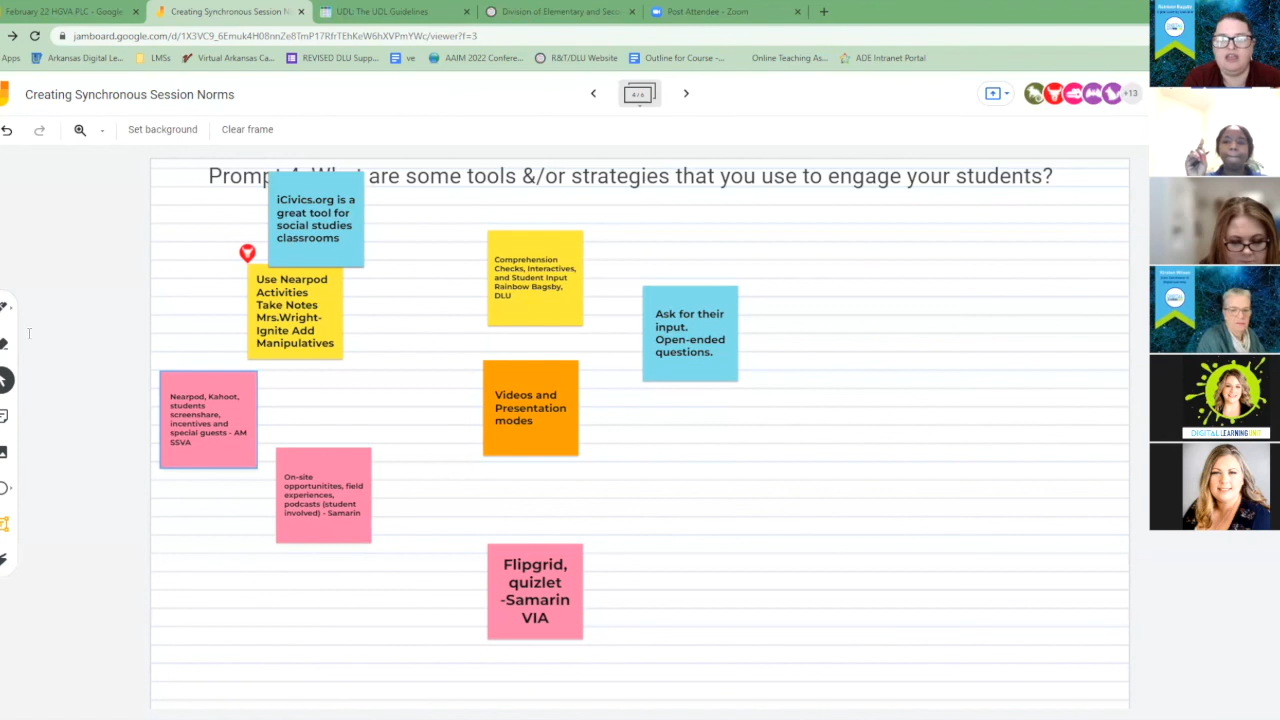 February 22 HGVA PLC - Google
Creating Synchronous Session N
UDL: The UDL Guidelines
Division of Elementary and Seco
Post Attendee - Zoom
jamboard.google.com/d/1X3VC9_6Emuk4H08nnZe8TmP17RfrTEhKeW6hXVPmYWc/viewer?f=3
Apps
Arkansas Digital Le...
LMSs
Virtual Arkansas Ca...
REVISED DLU Supp...
ve
AAIM 2022 Confere...
R&T/DLU Website
Outline for Course -...
Online Teaching As...
ADE Intranet Portal
Creating Synchronous Session Norms
4 / 6
+13
Set background
Clear frame
What are some tools &/or strategies that you use to engage your students?
iCivics.org is a
great tool for
social studies
classrooms
Use Nearpod
Activities
Take Notes
Mrs.Wright-
Ignite Add
Manipulatives
Comprehension
Checks, Interactives,
and Student Input
Rainbow Bagsby,
DLU
Ask for their
input.
Open-ended
questions.
Nearpod, Kahoot,
students
screenshare,
incentives and
special guests - AM
SSVA
Videos and
Presentation
modes
On-site
opportunitites, field
experiences,
podcasts (student
involved) - Samarin
Flipgrid,
quizlet
-Samarin
VIA
DIGITAL LEARNING UNIT